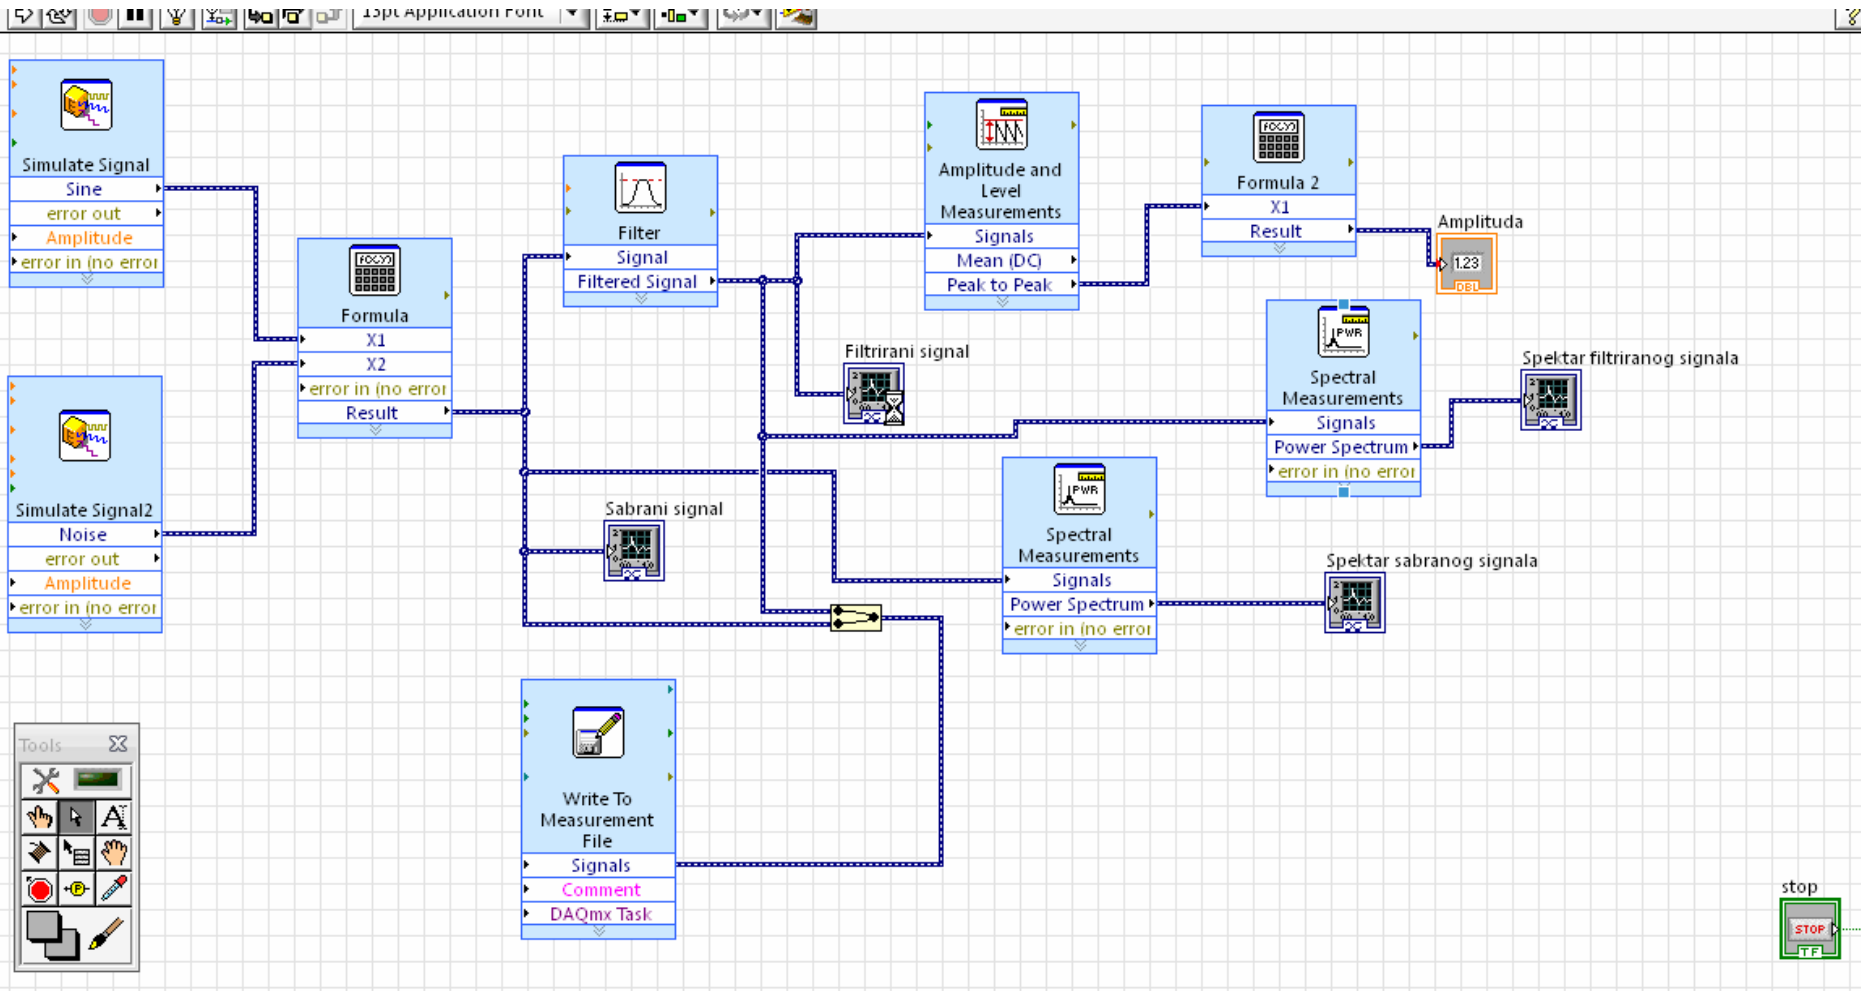 13pt Application Font
?
Simulate Signal
Sine
error out
Amplitude
error in (no error
Simulate Signal2
Noise
error out
Amplitude
error in (no error
f(x,y)
Formula
X1
X2
error in (no error
Result
Filter
Signal
Filtered Signal
Amplitude and
Level
Measurements
Signals
Mean (DC)
Peak to Peak
f(x,y)
Formula 2
X1
Result
Amplituda
1.23
DBL
Filtrirani signal
PWR
Spectral
Measurements
Signals
Power Spectrum
error in (no error
Spektar filtriranog signala
Sabrani signal
PWR
Spectral
Measurements
Signals
Power Spectrum
error in (no error
Spektar sabranog signala
Write To
Measurement
File
Signals
Comment
DAQmx Task
Tools
A
P
stop
STOP
TF